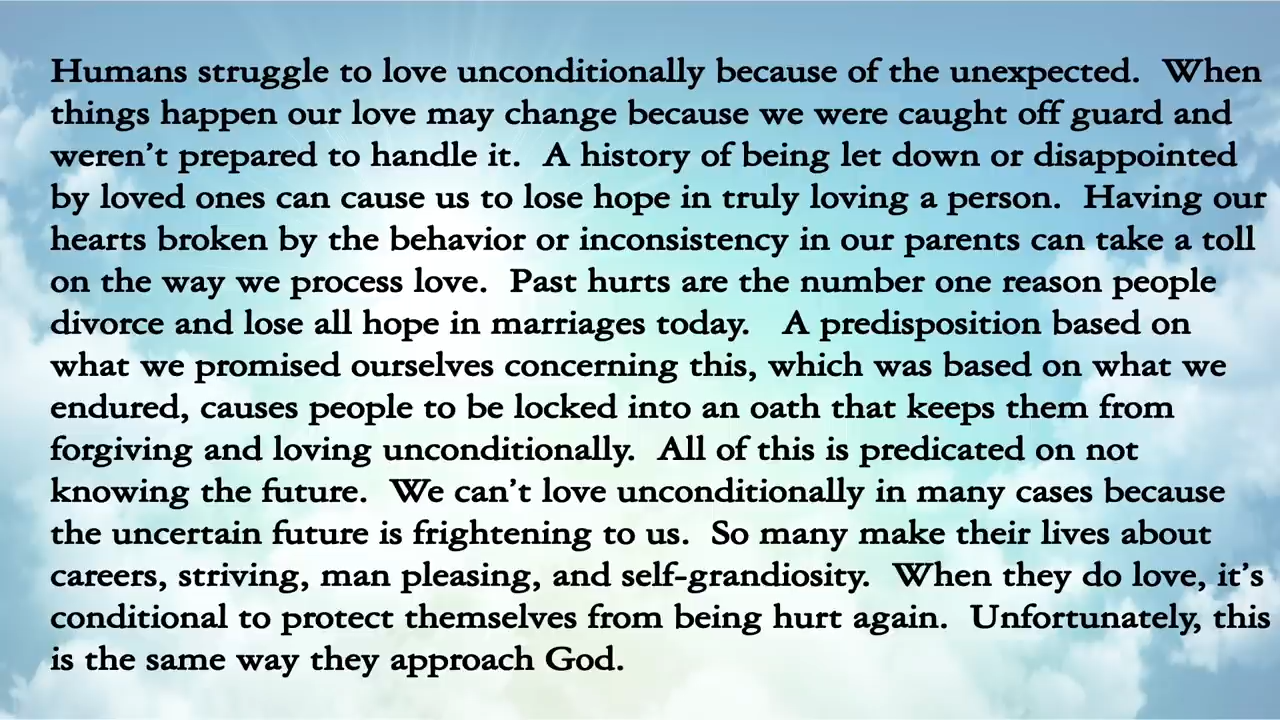 Humans struggle to love unconditionally because of the unexpected.  When
things happen our love may change because we were caught off guard and
weren’t prepared to handle it.  A history of being let down or disappointed
by loved ones can cause us to lose hope in truly loving a person.  Having our
hearts broken by the behavior or inconsistency in our parents can take a toll
on the way we process love.  Past hurts are the number one reason people
divorce and lose all hope in marriages today.   A predisposition based on
what we promised ourselves concerning this, which was based on what we
endured, causes people to be locked into an oath that keeps them from
forgiving and loving unconditionally.  All of this is predicated on not
knowing the future.  We can’t love unconditionally in many cases because
the uncertain future is frightening to us.  So many make their lives about
careers, striving, man pleasing, and self-grandiosity.  When they do love, it’s
conditional to protect themselves from being hurt again.  Unfortunately, this
is the same way they approach God.